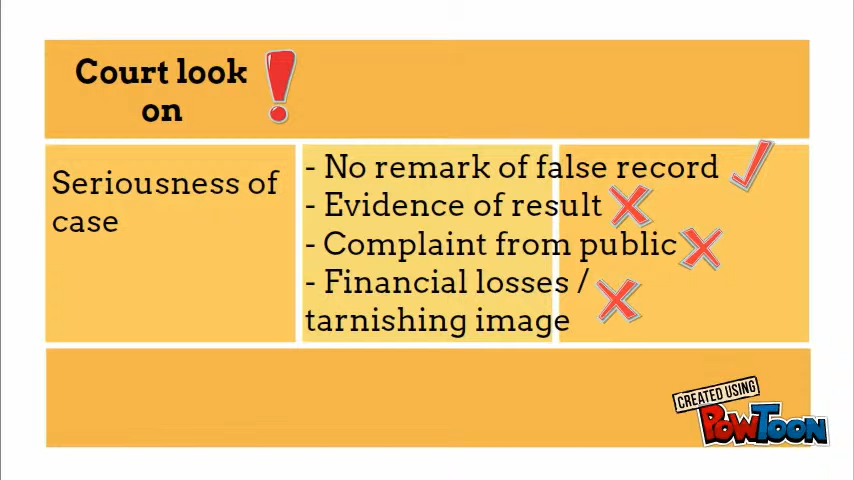 Court look
on
Seriousness of
case
- No remark of false record
- Evidence of result
- Complaint from public
- Financial losses /
tarnishing image
CREATED USING
POWTOON